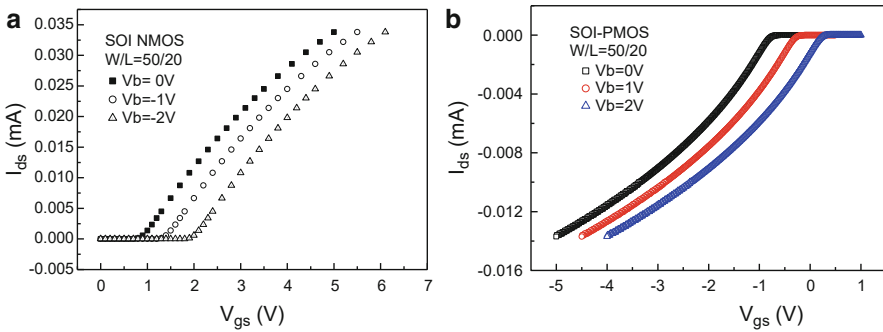 a
SOI NMOS
W/L=50/20
Vb= 0V
Vb=-1V
Vb=-2V
I_ds (mA)
0.035
0.030
0.025
0.020
0.015
0.010
0.005
0.000
-0.005
0 1 2 3 4 5 6 7
V_gs (V)
b
SOI-PMOS
W/L=50/20
Vb=0V
Vb=1V
Vb=2V
I_ds (mA)
0.000
-0.004
-0.008
-0.012
-0.016
-5 -4 -3 -2 -1 0 1
V_gs (V)